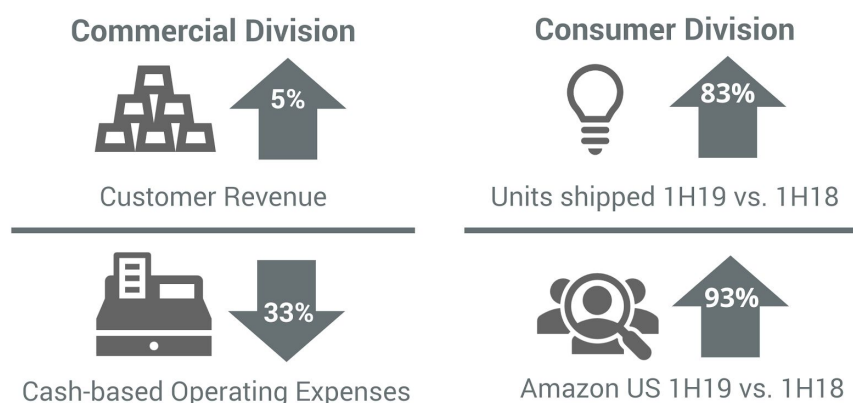 Commercial Division
5%
Customer Revenue
33%
Cash-based Operating Expenses
Consumer Division
83%
Units shipped 1H19 vs. 1H18
93%
Amazon US 1H19 vs. 1H18